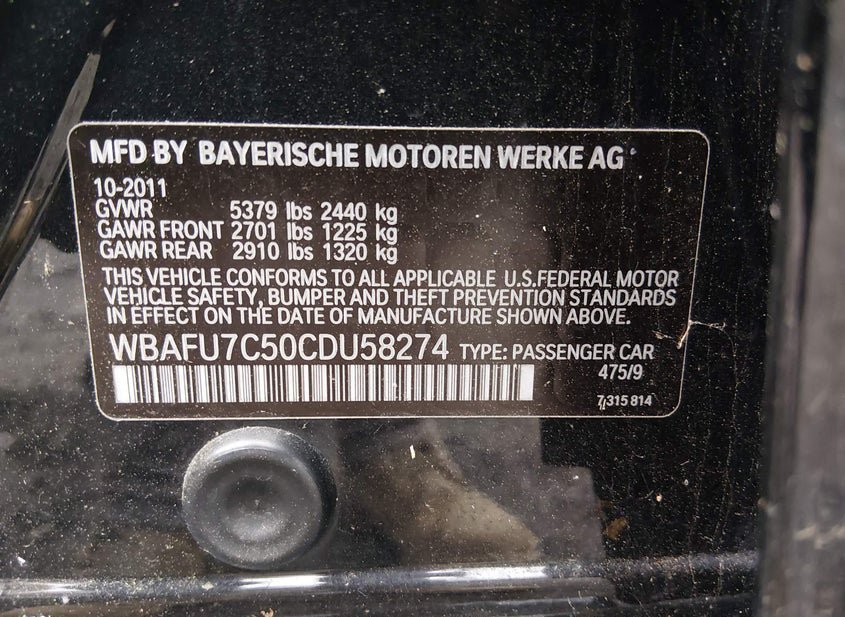 MFD BY BAYERISCHE MOTOREN WERKE AG
10-2011
GVWR 5379 lbs 2440 kg
GAWR FRONT 2701 lbs 1225 kg
GAWR REAR 2910 lbs 1320 kg
THIS VEHICLE CONFORMS TO ALL APPLICABLE U.S.FEDERAL MOTOR
VEHICLE SAFETY, BUMPER AND THEFT PREVENTION STANDARDS
IN EFFECT ON THE DATE OF MANUFACTURE SHOWN ABOVE.
WBAFU7C50CDU58274 TYPE: PASSENGER CAR
475/9
7 315 814